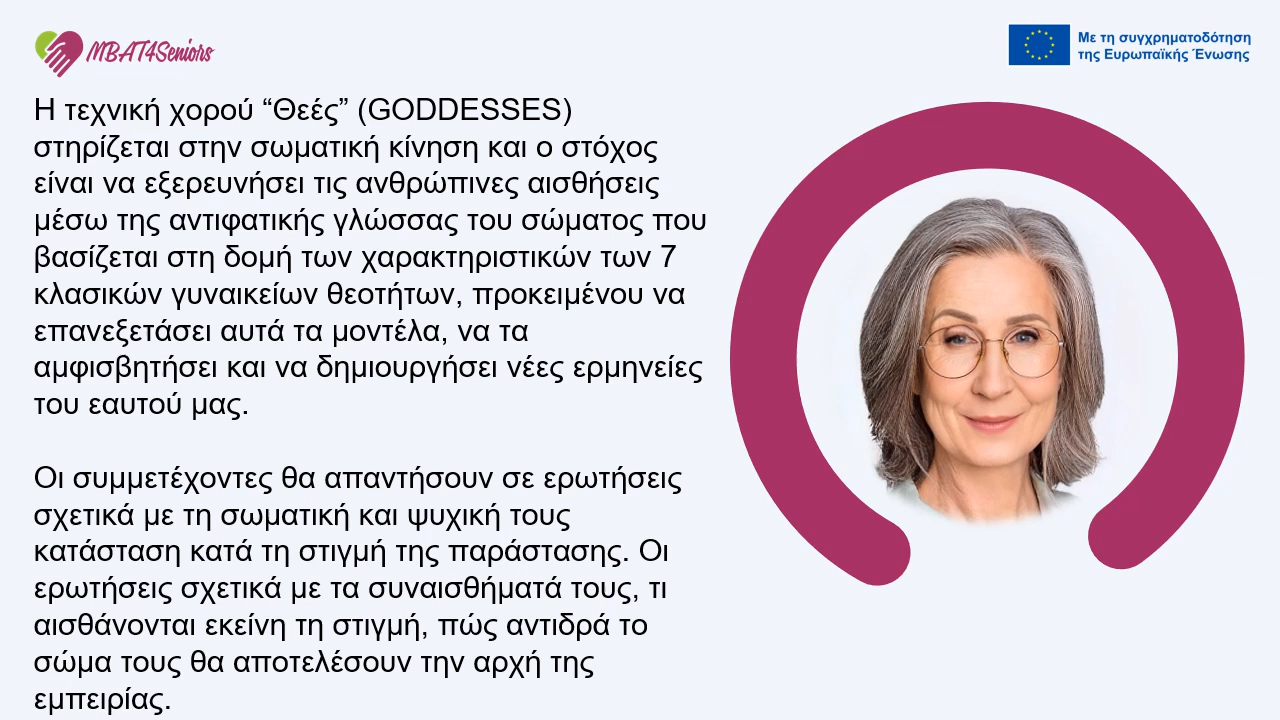 MBAT4Seniors
Με τη συγχρηματοδότηση
της Ευρωπαϊκής Ένωσης
Η τεχνική χορού “Θεές” (GODDESSES)
στηρίζεται στην σωματική κίνηση και ο στόχος
είναι να εξερευνήσει τις ανθρώπινες αισθήσεις
μέσω της αντιφατικής γλώσσας του σώματος που
βασίζεται στη δομή των χαρακτηριστικών των 7
κλασικών γυναικείων θεοτήτων, προκειμένου να
επανεξετάσει αυτά τα μοντέλα, να τα
αμφισβητήσει και να δημιουργήσει νέες ερμηνείες
του εαυτού μας.
Οι συμμετέχοντες θα απαντήσουν σε ερωτήσεις
σχετικά με τη σωματική και ψυχική τους
κατάσταση κατά τη στιγμή της παράστασης. Οι
ερωτήσεις σχετικά με τα συναισθήματά τους, τι
αισθάνονται εκείνη τη στιγμή, πώς αντιδρά το
σώμα τους θα αποτελέσουν την αρχή της
εμπειρίας.